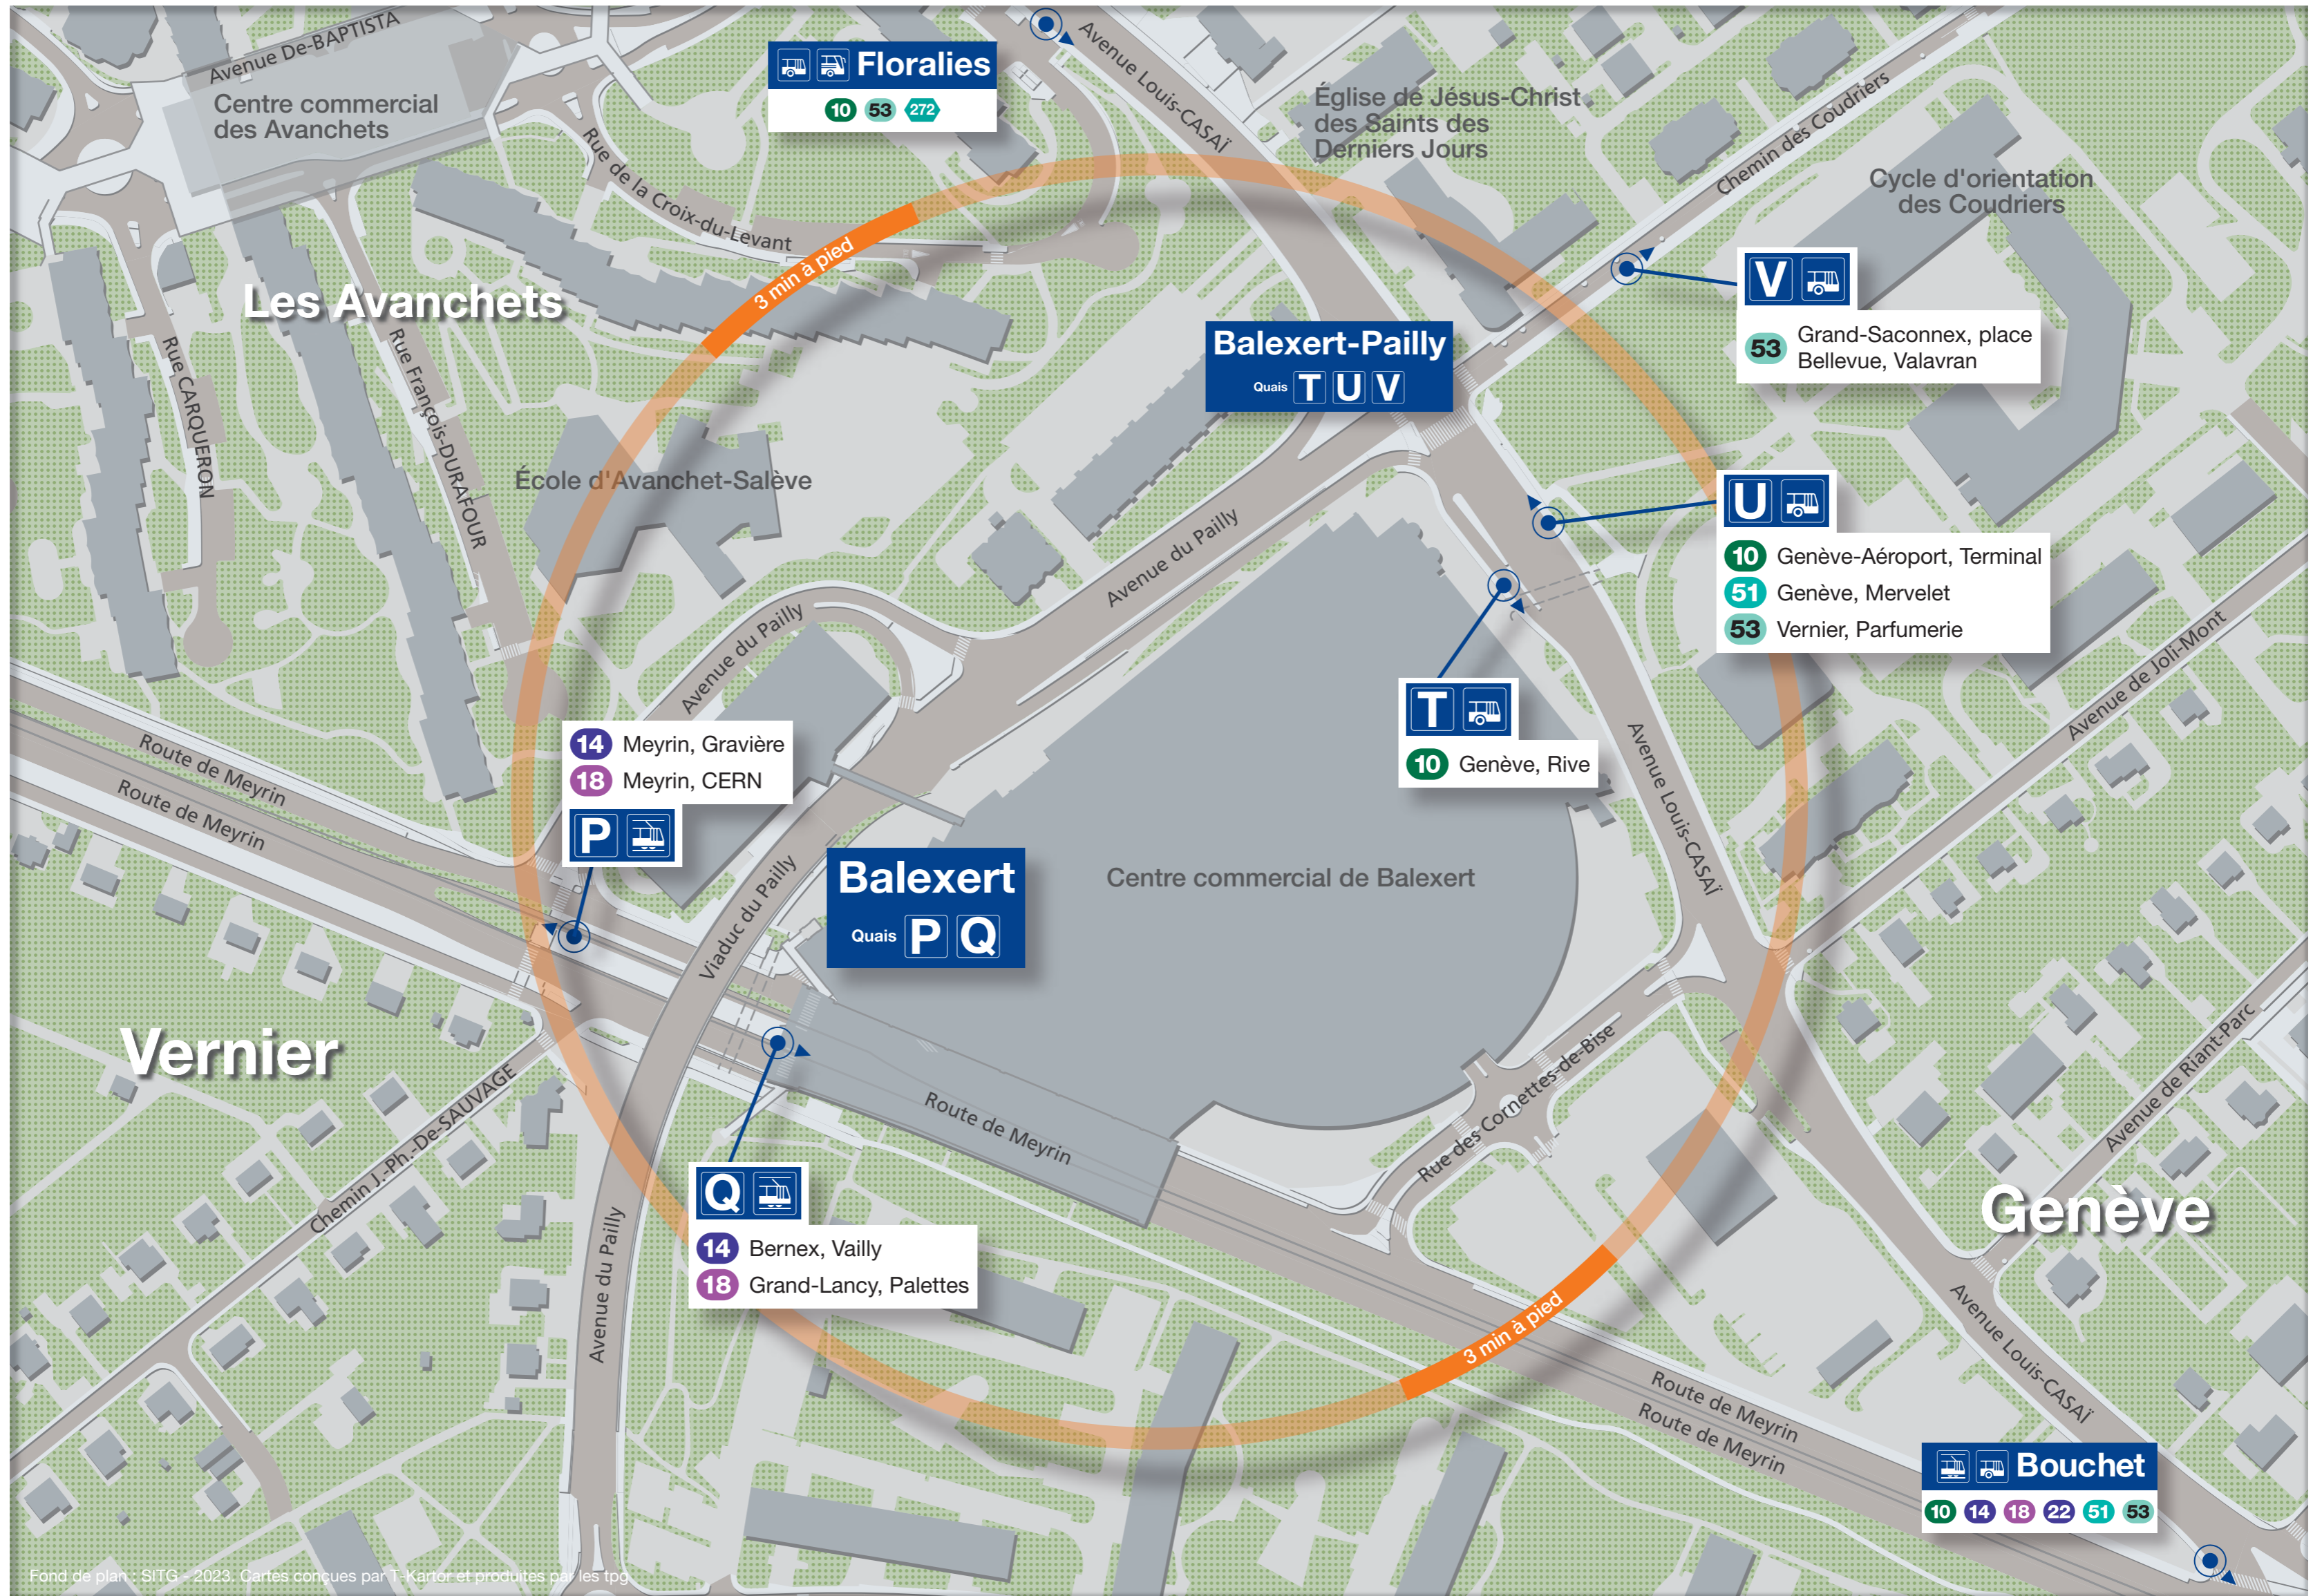 Avenue De-BAPTISTA
Centre commercial
des Avanchets
Floralies
10 53 272
Avenue Louis-CASAÏ
Église de Jésus-Christ
des Saints des
Derniers Jours
Chemin des Coudriers
Cycle d'orientation
des Coudriers
Rue de la Croix-du-Levant
3 min à pied
Les Avanchets
V
53 Grand-Saconnex, place
Bellevue, Valavran
Balexert-Pailly
Quais T U V
Rue CARQUERON
Rue François-DURAFOUR
École d'Avanchet-Salève
U
10 Genève-Aéroport, Terminal
51 Genève, Mervelet
53 Vernier, Parfumerie
Avenue du Pailly
Avenue du Pailly
Avenue de Joli-Mont
T
10 Genève, Rive
Route de Meyrin
Route de Meyrin
14 Meyrin, Gravière
18 Meyrin, CERN
P
Avenue Louis-CASAÏ
Balexert
Quais P Q
Centre commercial de Balexert
Viaduc du Pailly
Vernier
Chemin J.-Ph.-De-SAUVAGE
Route de Meyrin
Rue des Cornettes-de-Bise
Avenue de Riant-Parc
Q
14 Bernex, Vailly
18 Grand-Lancy, Palettes
Genève
Avenue du Pailly
3 min à pied
Avenue Louis-CASAÏ
Route de Meyrin
Route de Meyrin
Bouchet
10 14 18 22 51 53
Fond de plan : SITG - 2023. Cartes conçues par T-Kartor et produites par les tpg.